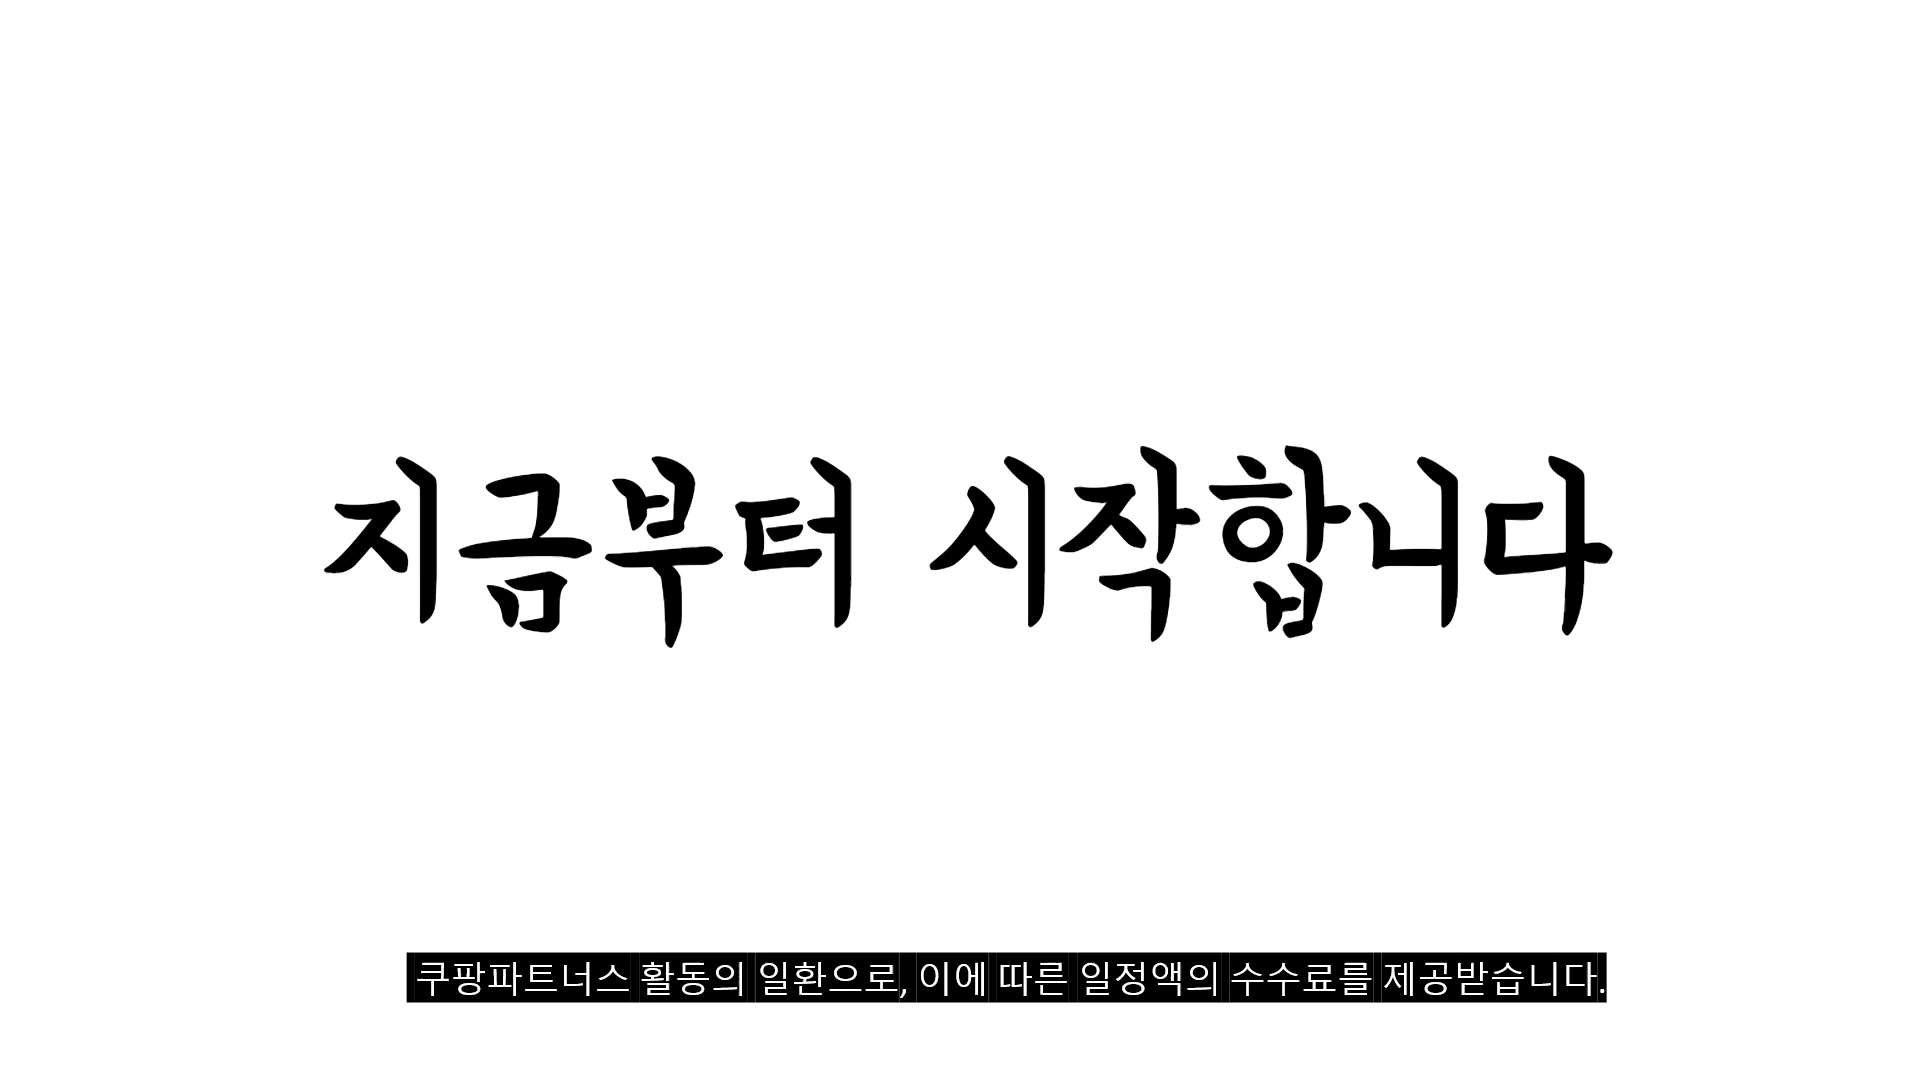 지금부터 시작합니다
쿠팡파트너스 활동의 일환으로, 이에 따른 일정액의 수수료를 제공받습니다.